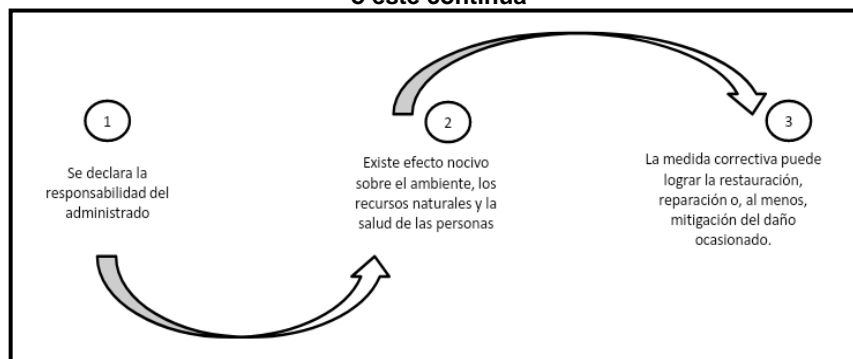 o este continúa
1
Se declara la
responsabilidad del
administrado
2
Existe efecto nocivo
sobre el ambiente, los
recursos naturales y la
salud de las personas
3
La medida correctiva puede
lograr la restauración,
reparación o, al menos,
mitigación del daño
ocasionado.